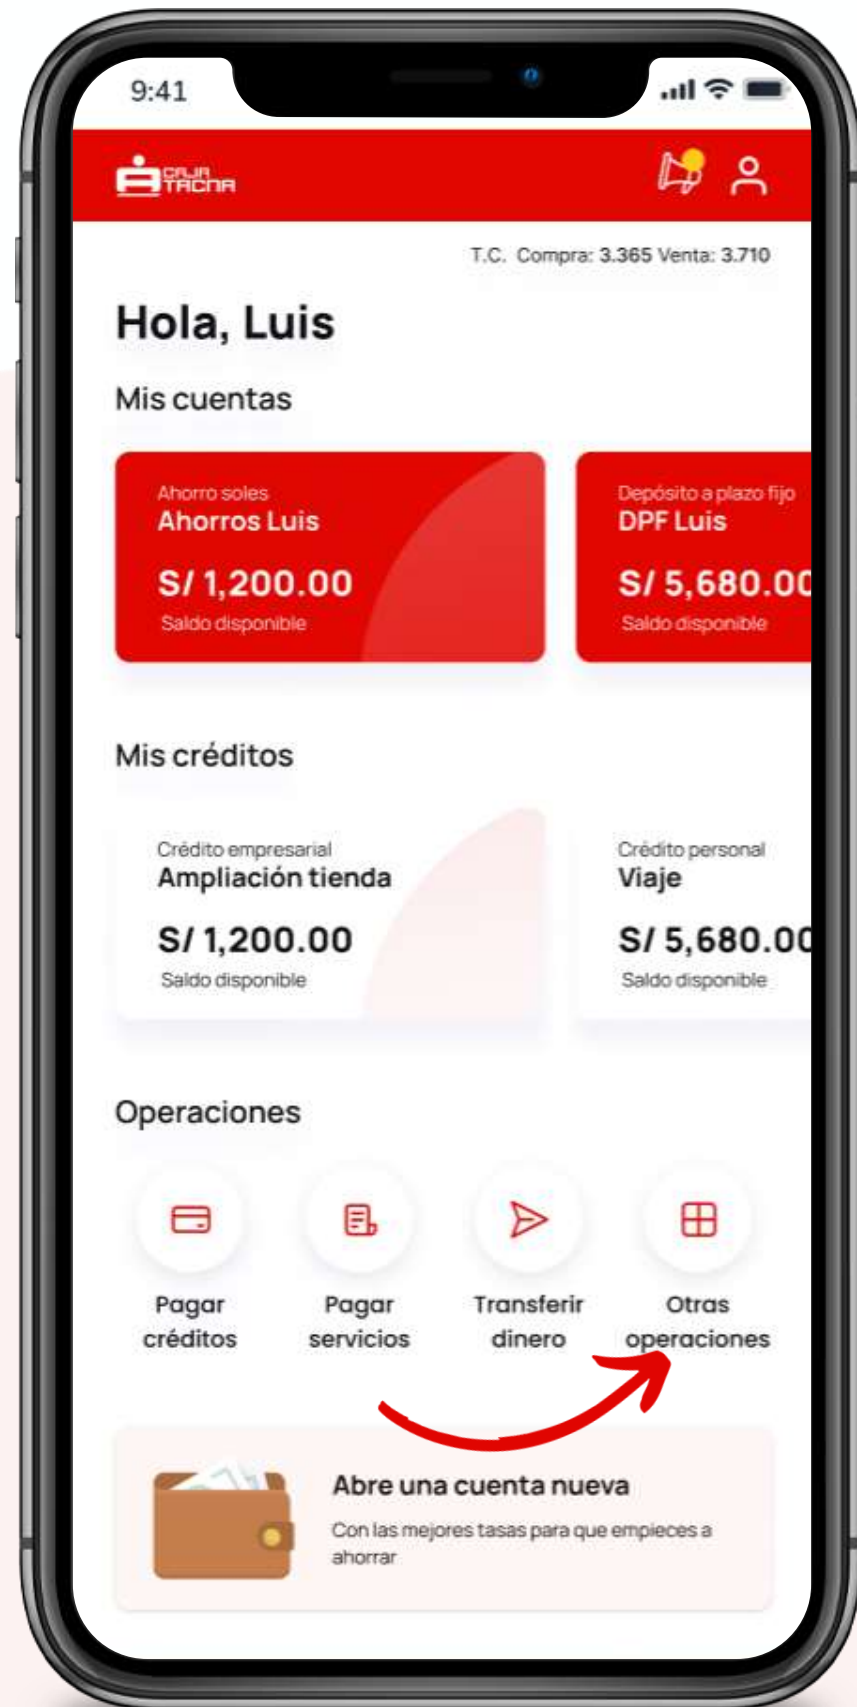 9:41
CAJA
TACNA
T.C. Compra: 3.365 Venta: 3.710
Hola, Luis
Mis cuentas
Ahorro soles
Ahorros Luis
S/ 1,200.00
Saldo disponible
Depósito a plazo fijo
DPF Luis
S/ 5,680.00
Saldo disponible
Mis créditos
Crédito empresarial
Ampliación tienda
S/ 1,200.00
Saldo disponible
Crédito personal
Viaje
S/ 5,680.00
Saldo disponible
Operaciones
Pagar
créditos
Pagar
servicios
Transferir
dinero
Otras
operaciones
Abre una cuenta nueva
Con las mejores tasas para que empieces a
ahorrar